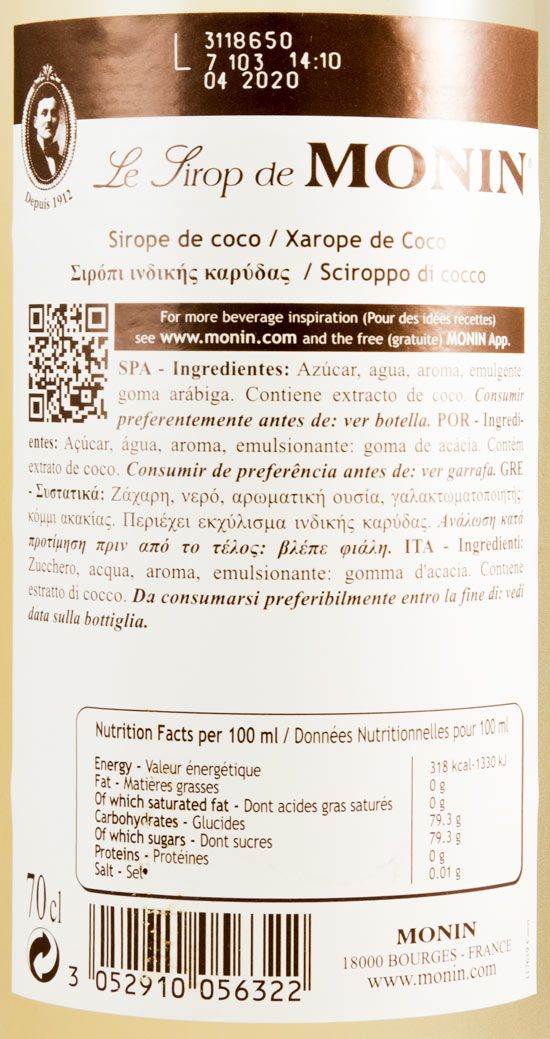 L 3118650
7 103 14:10
04 2020
Depuis 1912
Le Sirop de MONIN
Sirope de coco / Xarope de Coco
Σιρόπι ινδικής καρύδας / Sciroppo di cocco
For more beverage inspiration (Pour des idées recettes)
see www.monin.com and the free (gratuite) MONIN App.
SPA - Ingredientes: Azúcar, agua, aroma, emulgente:
goma arábiga. Contiene extracto de coco. Consumir
preferentemente antes de: ver botella. POR - Ingredi-
entes: Açúcar, água, aroma, emulsionante: goma de acácia. Contém
extrato de coco. Consumir de preferência antes de: ver garrafa. GRE
- Συστατικά: Ζάχαρη, νερό, αρωματική ουσία, γαλακτωματοποιητής:
κόμμι ακακίας. Περιέχει εκχύλισμα ινδικής καρύδας. Ανάλωση κατά
προτίμηση πριν από το τέλος: βλέπε φιάλη. ITA - Ingredienti:
Zucchero, acqua, aroma, emulsionante: gomma d'acacia. Contiene
estratto di cocco. Da consumarsi preferibilmente entro la fine di: vedi
data sulla bottiglia.
Nutrition Facts per 100 ml / Données Nutritionnelles pour 100 ml
Energy - Valeur énergétique 318 kcal-1330 kJ
Fat - Matières grasses 0 g
Of which saturated fat - Dont acides gras saturés 0 g
Carbohydrates - Glucides 79.3 g
Of which sugars - Dont sucres 79.3 g
Proteins - Protéines 0 g
Salt - Sel 0.01 g
70 cl
3 052910 056322
MONIN
18000 BOURGES - FRANCE
www.monin.com